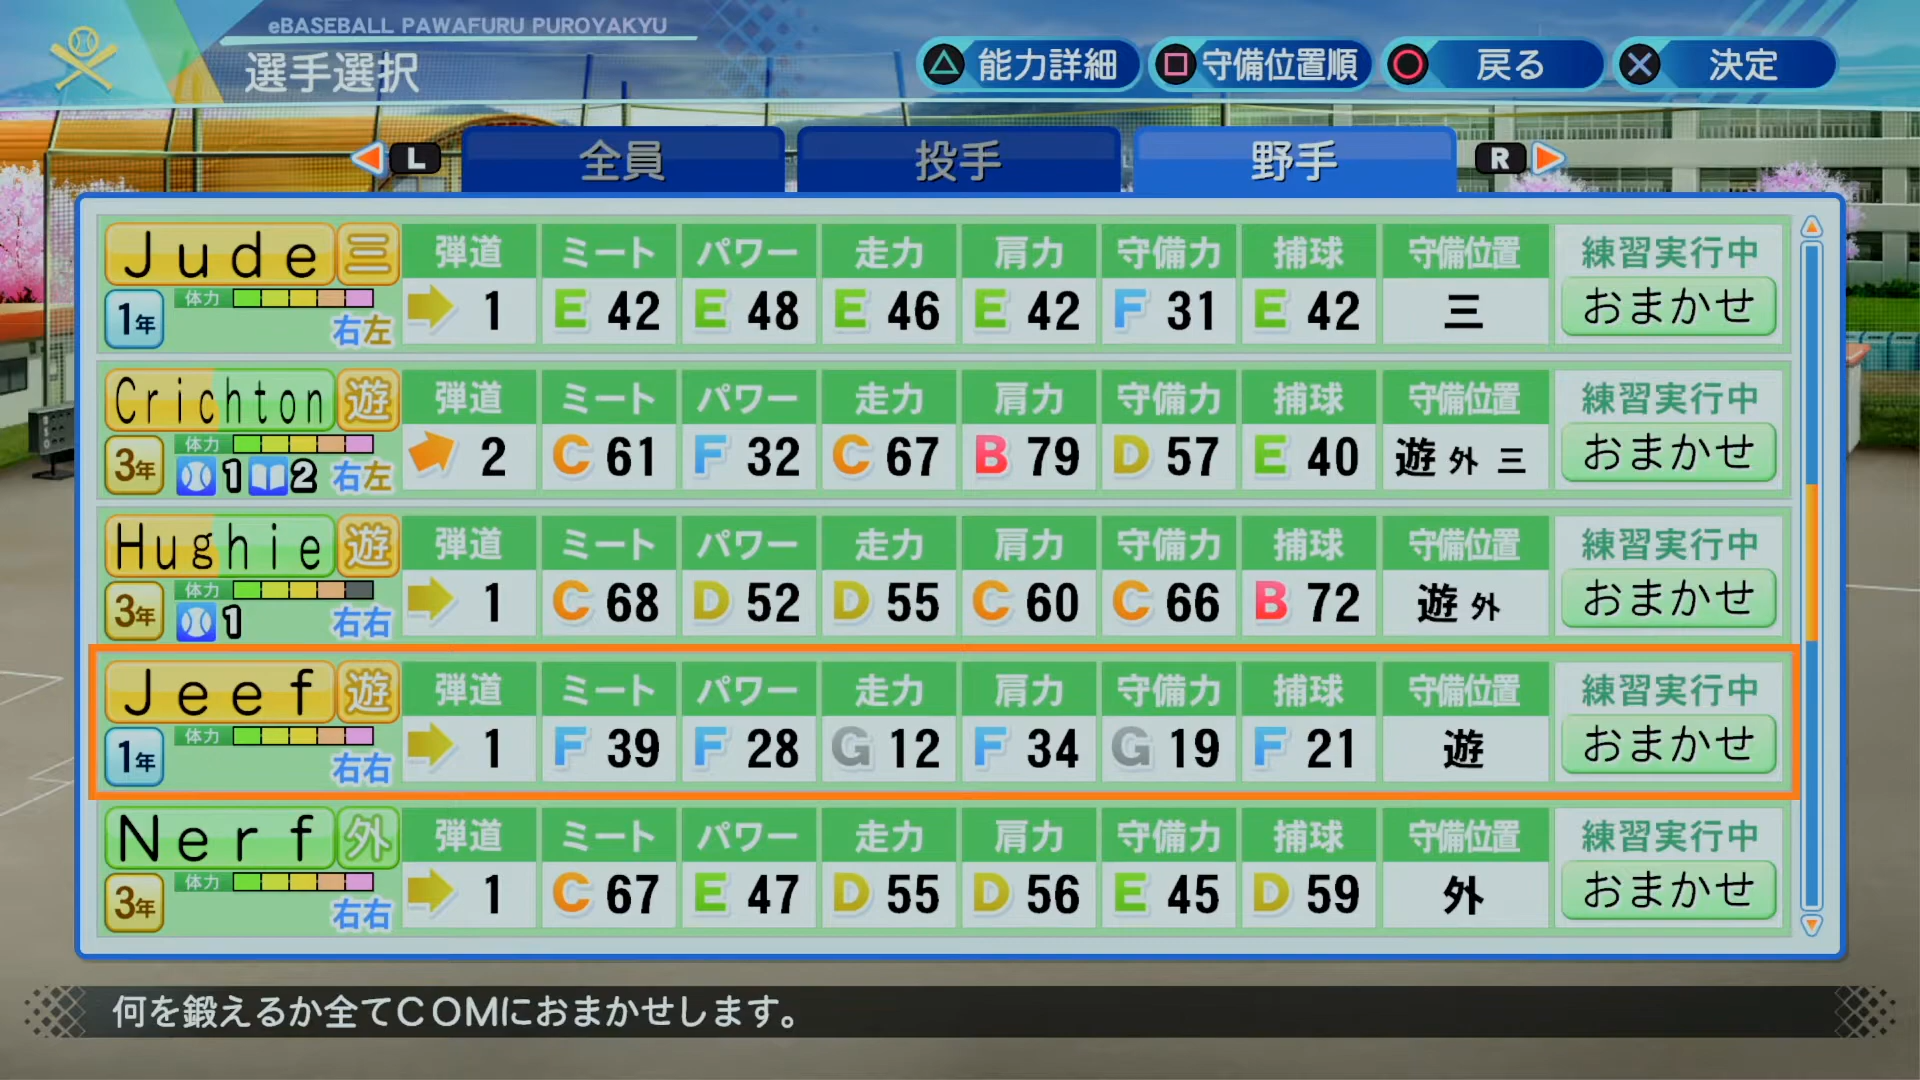 eBASEBALL PAWAFURU PUROYAKYU
選手選択
能力詳細 守備位置順 戻る 決定
L 全員 投手 野手 R
Jude 三 弾道 ミート パワー 走力 肩力 守備力 捕球 守備位置 練習実行中
1年 体力 右左 1 E 42 E 48 E 46 E 42 F 31 E 42 三 おまかせ
Crichton 遊 弾道 ミート パワー 走力 肩力 守備力 捕球 守備位置 練習実行中
3年 体力 1 2 右左 2 C 61 F 32 C 67 B 79 D 57 E 40 遊 外 三 おまかせ
Hughie 遊 弾道 ミート パワー 走力 肩力 守備力 捕球 守備位置 練習実行中
3年 体力 1 右右 1 C 68 D 52 D 55 C 60 C 66 B 72 遊 外 おまかせ
Jeef 遊 弾道 ミート パワー 走力 肩力 守備力 捕球 守備位置 練習実行中
1年 体力 右右 1 F 39 F 28 G 12 F 34 G 19 F 21 遊 おまかせ
Nerf 外 弾道 ミート パワー 走力 肩力 守備力 捕球 守備位置 練習実行中
3年 体力 右右 1 C 67 E 47 D 55 D 56 E 45 D 59 外 おまかせ
何を鍛えるか全てCOMにおまかせします。